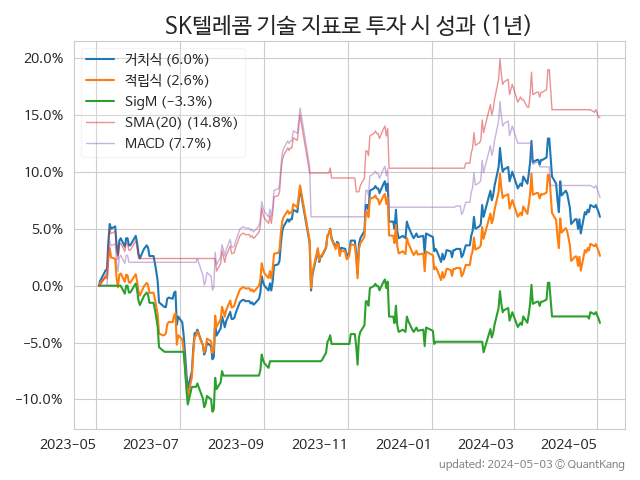 SK텔레콤 기술 지표로 투자 시 성과 (1년)
20.0%
15.0%
10.0%
5.0%
0.0%
−5.0%
−10.0%
거치식 (6.0%)
적립식 (2.6%)
SigM (−3.3%)
SMA(20) (14.8%)
MACD (7.7%)
2023-05
2023-07
2023-09
2023-11
2024-01
2024-03
2024-05
updated: 2024-05-03 ⓒ QuantKang